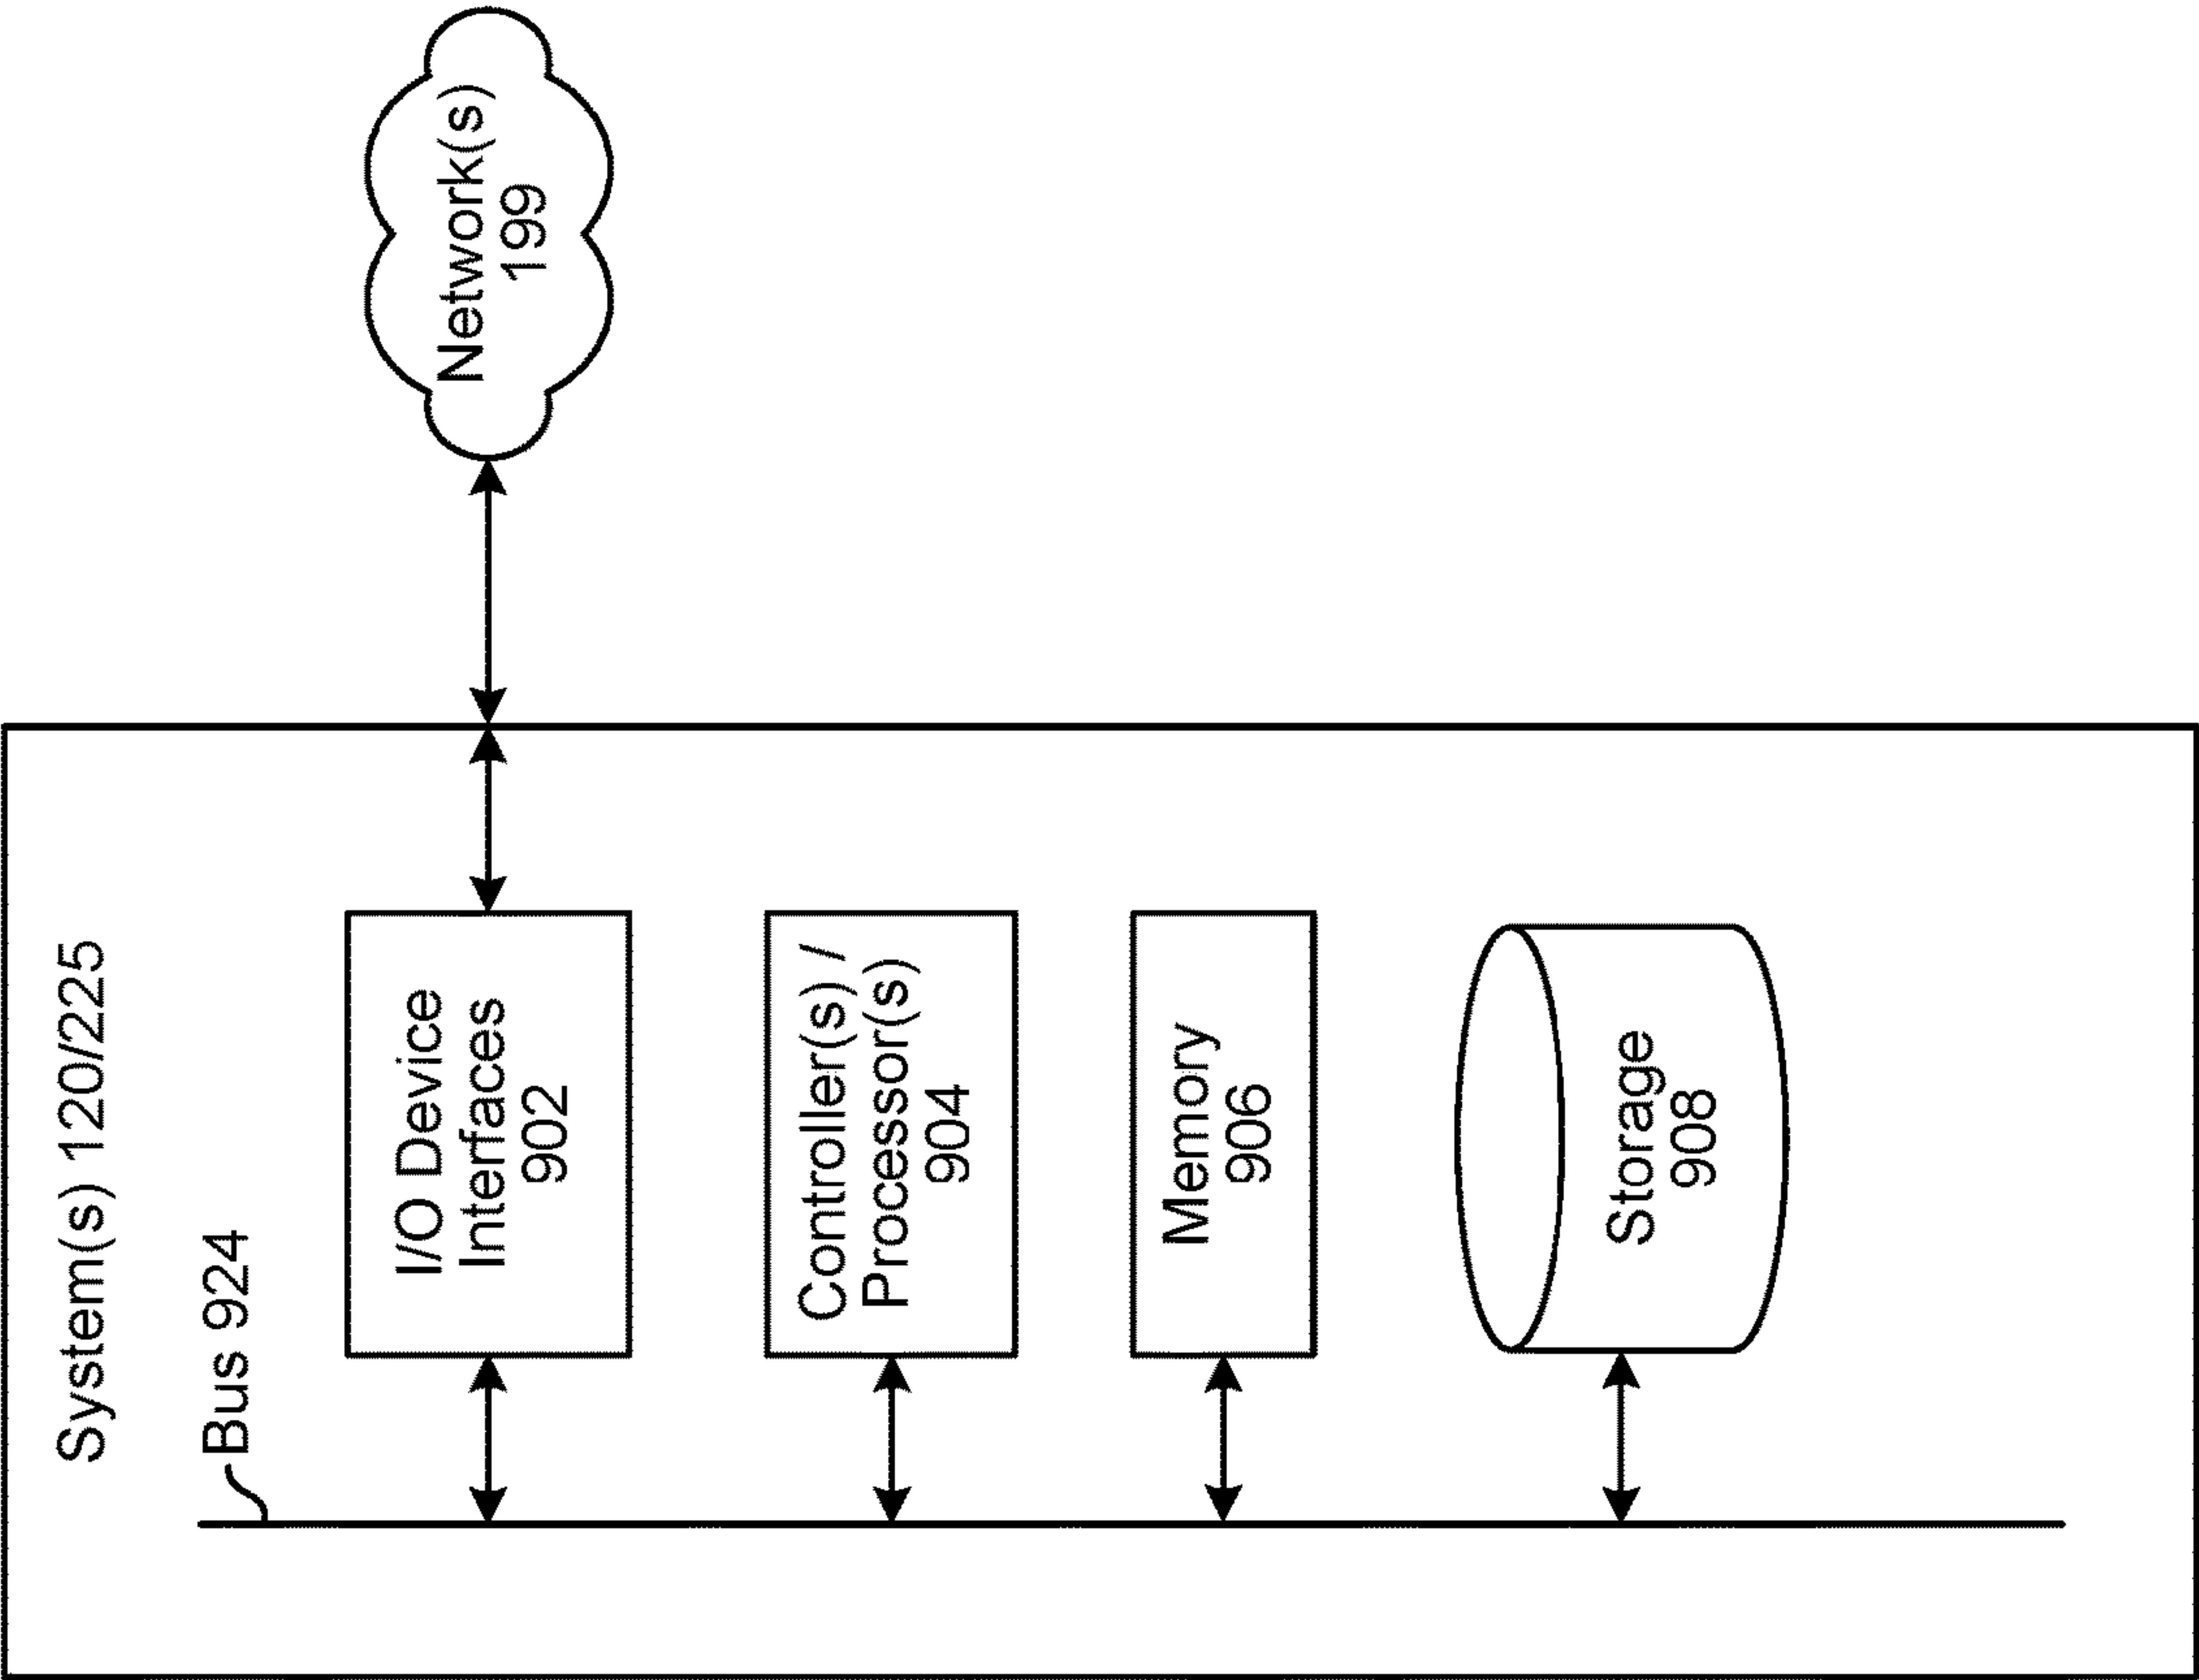 System(s) 120/225
Bus 924
I/O Device
Interfaces
902
Controller(s) /
Processor(s)
904
Memory
906
Storage
908
Network(s)
199